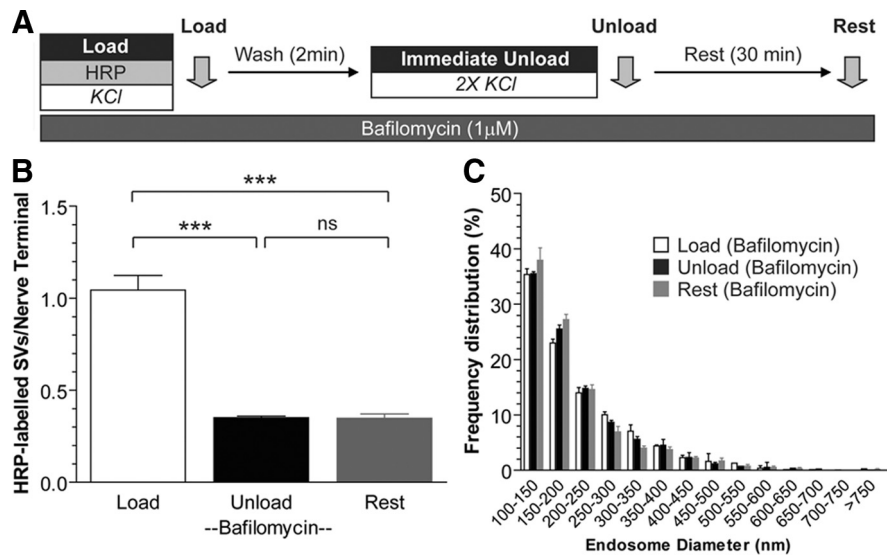 A
Load
Unload
Rest
Load
HRP
KCl
Wash (2min)
Immediate Unload
2X KCl
Rest (30 min)
Bafilomycin (1μM)
B
HRP-labelled SVs/Nerve Terminal
1.5
1.0
0.5
0.0
***
***
ns
Load
Unload
Rest
--Bafilomycin--
C
Frequency distribution (%)
50
40
30
20
10
0
Load (Bafilomycin)
Unload (Bafilomycin)
Rest (Bafilomycin)
100-150
150-200
200-250
250-300
300-350
350-400
400-450
450-500
500-550
550-600
600-650
650-700
700-750
>750
Endosome Diameter (nm)